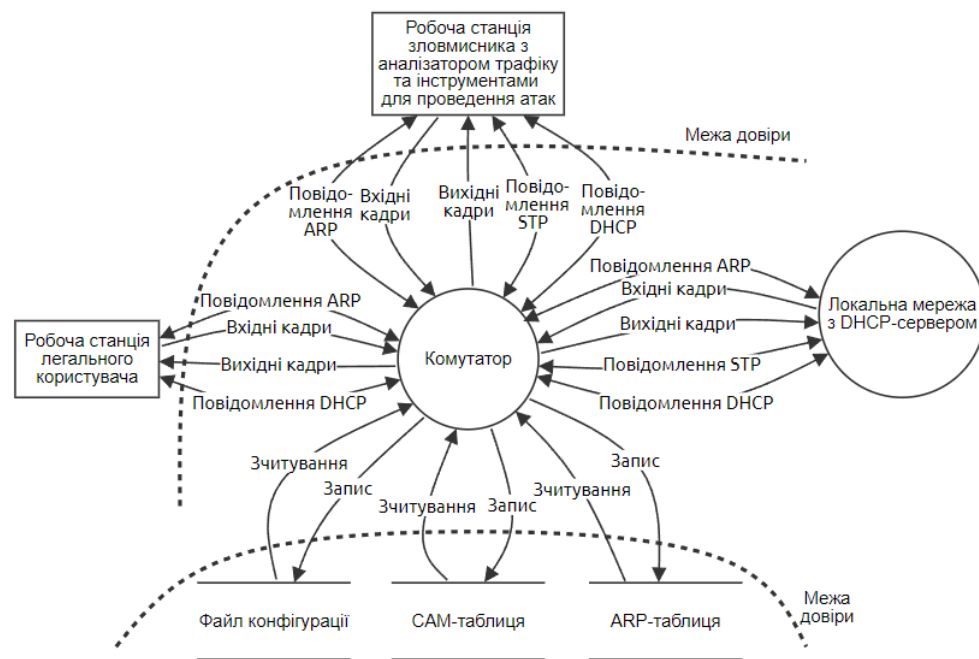 Робоча станція
зловмисника з
аналізатором трафіку
та інструментами
для проведення атак
Межа довіри
Повідо-
млення
ARP
Вхідні
кадри
Вихідні
кадри
Повідо-
млення
STP
Повідо-
млення
DHCP
Повідомлення ARP
Вхідні кадри
Вихідні кадри
Повідомлення STP
Повідомлення DHCP
Локальна мережа
з DHCP-сервером
Повідомлення ARP
Вхідні кадри
Вихідні кадри
Повідомлення DHCP
Робоча станція
легального
користувача
Комутатор
Зчитування
Запис
Зчитування
Запис
Зчитування
Запис
Файл конфігурації
CAM-таблиця
ARP-таблиця
Межа
довіри